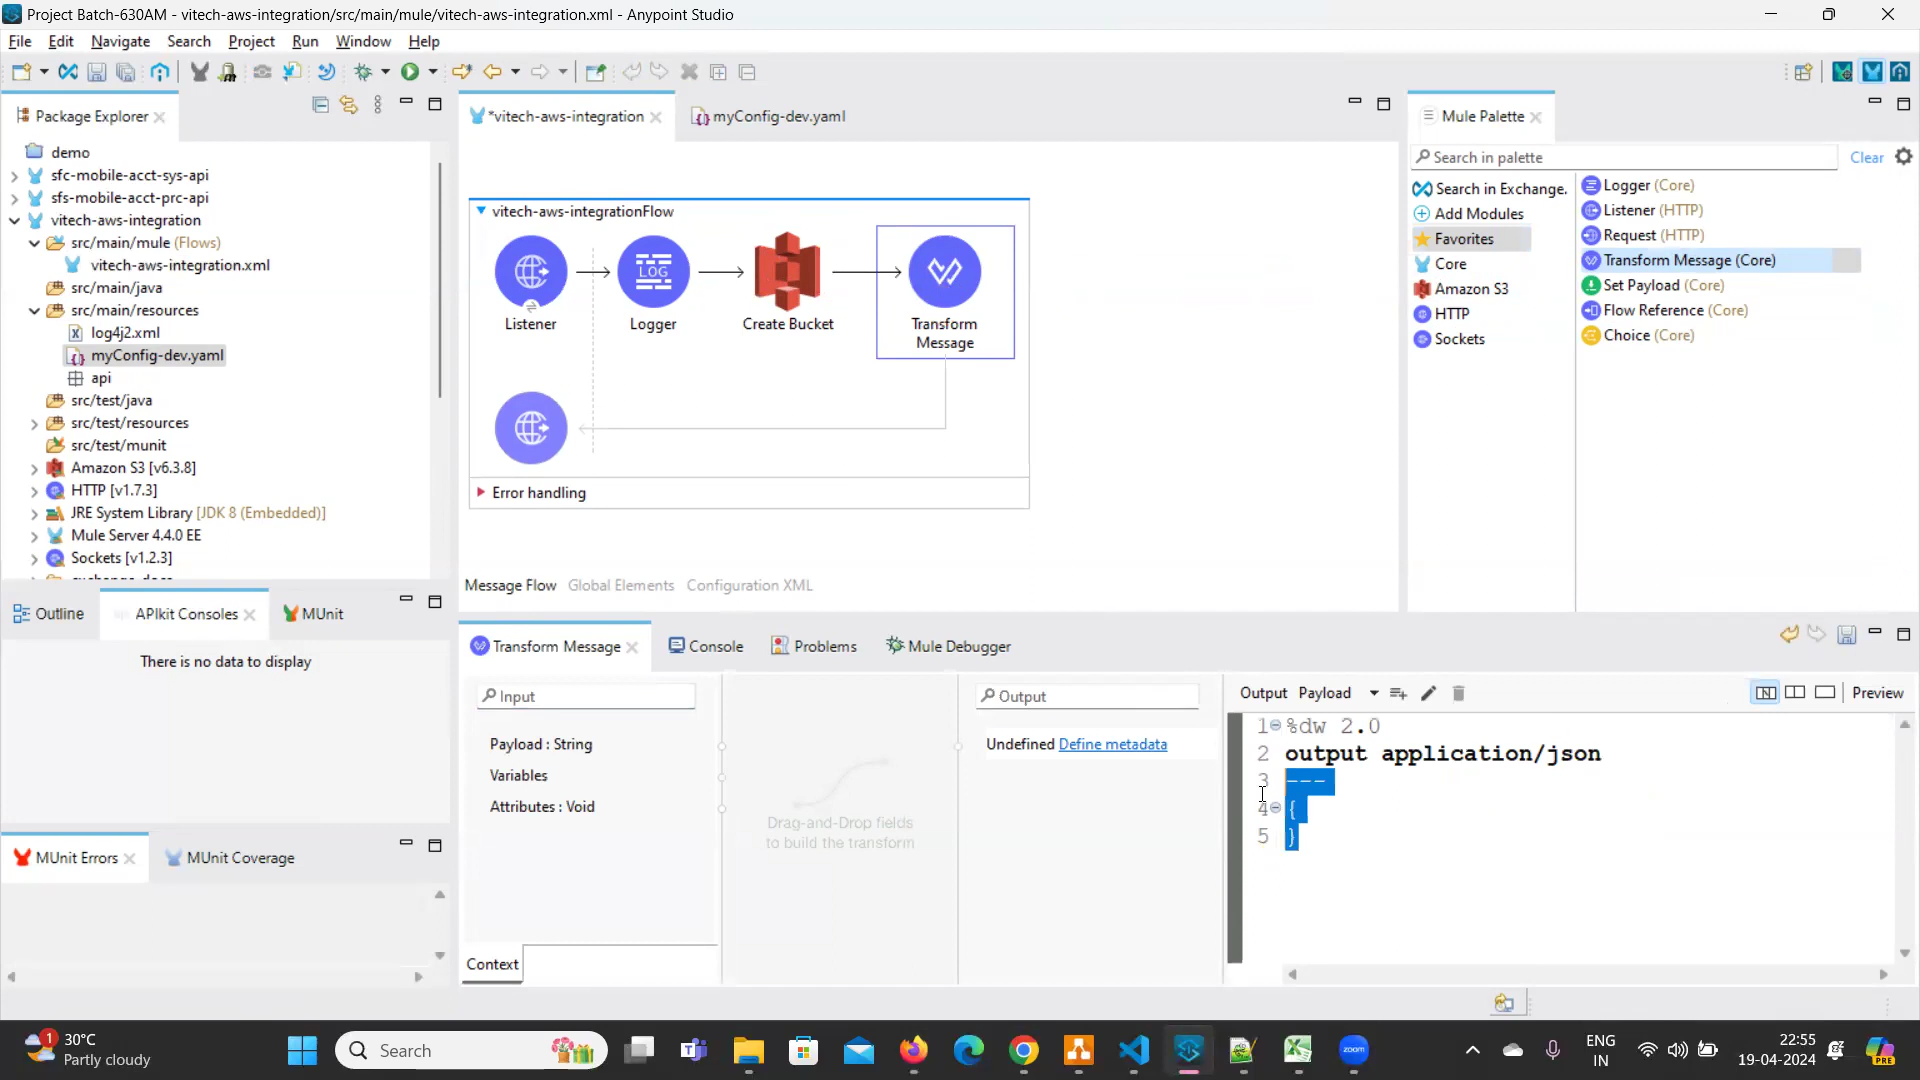 Project Batch-630AM - vitech-aws-integration/src/main/mule/vitech-aws-integration.xml - Anypoint Studio
File Edit Navigate Search Project Run Window Help
Package Explorer
demo
sfc-mobile-acct-sys-api
sfs-mobile-acct-prc-api
vitech-aws-integration
src/main/mule (Flows)
vitech-aws-integration.xml
src/main/java
src/main/resources
log4j2.xml
myConfig-dev.yaml
api
src/test/java
src/test/resources
src/test/munit
Amazon S3 [v6.3.8]
HTTP [v1.7.3]
JRE System Library [JDK 8 (Embedded)]
Mule Server 4.4.0 EE
Sockets [v1.2.3]
*vitech-aws-integration
myConfig-dev.yaml
vitech-aws-integrationFlow
LOG
Listener
Logger
Create Bucket
Transform
Message
Error handling
Message Flow Global Elements Configuration XML
Mule Palette
Search in palette
Clear
Search in Exchange.
Add Modules
Favorites
Core
Amazon S3
HTTP
Sockets
Logger (Core)
Listener (HTTP)
Request (HTTP)
Transform Message (Core)
Set Payload (Core)
Flow Reference (Core)
Choice (Core)
Outline
APIkit Consoles
MUnit
There is no data to display
MUnit Errors
MUnit Coverage
Transform Message
Console
Problems
Mule Debugger
Input
Payload : String
Variables
Attributes : Void
Context
Drag-and-Drop fields
to build the transform
Output
Undefined Define metadata
Output Payload
Preview
1 %dw 2.0
2 output application/json
3 ---
4 {
5 }
1
30°C
Partly cloudy
Search
zoom
ENG
IN
22:55
19-04-2024
PRE